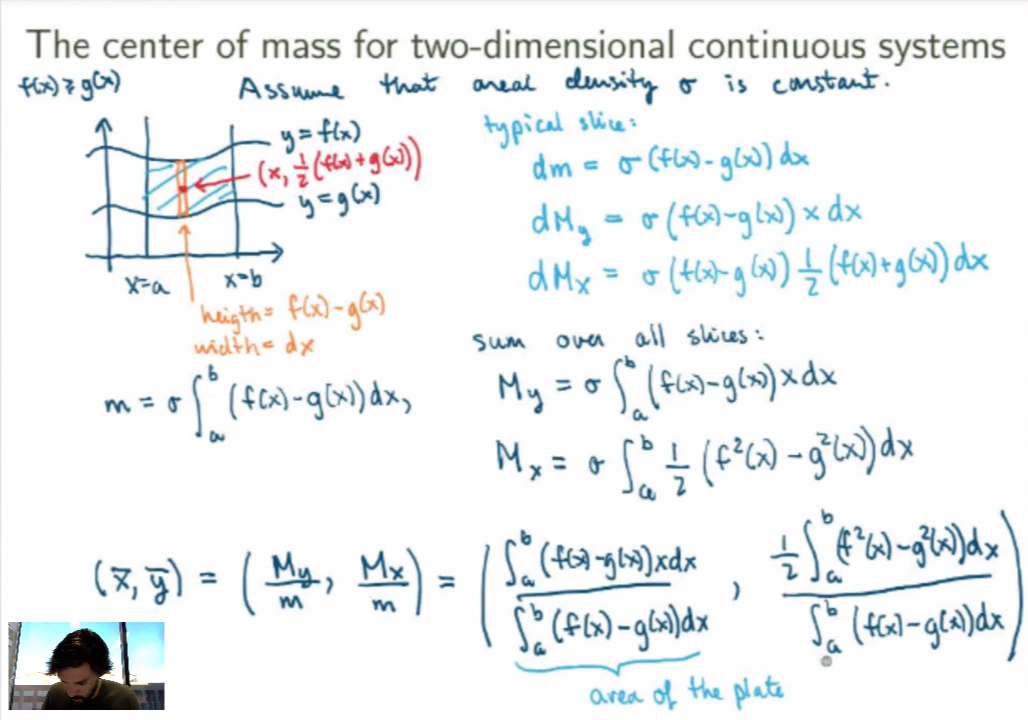 The center of mass for two-dimensional continuous systems
f(x) ≥ g(x)
Assume that areal density σ is constant.
y = f(x)
(x, 1/2 (f(x) + g(x)))
y = g(x)
x=a
x=b
heigth = f(x) - g(x)
width = dx
typical slice:
dm = σ (f(x) - g(x)) dx
dM_y = σ (f(x) - g(x)) x dx
dM_x = σ (f(x) - g(x)) 1/2 (f(x) + g(x)) dx
m = σ ∫_a^b (f(x) - g(x)) dx,
sum over all slices:
M_y = σ ∫_a^b (f(x) - g(x)) x dx
M_x = σ ∫_a^b 1/2 (f²(x) - g²(x)) dx
(x̄, ȳ) = (M_y/m, M_x/m) = (∫_a^b (f(x) - g(x)) x dx / ∫_a^b (f(x) - g(x)) dx, 1/2 ∫_a^b (f²(x) - g²(x)) dx / ∫_a^b (f(x) - g(x)) dx)
area of the plate